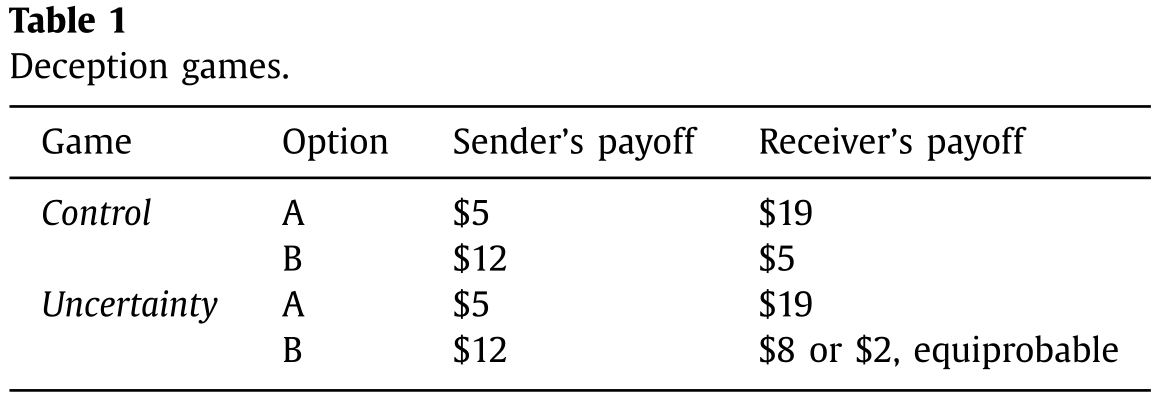 Table 1
Deception games.
Game Option Sender’s payoff Receiver’s payoff
Control A $5 $19
B $12 $5
Uncertainty A $5 $19
B $12 $8 or $2, equiprobable